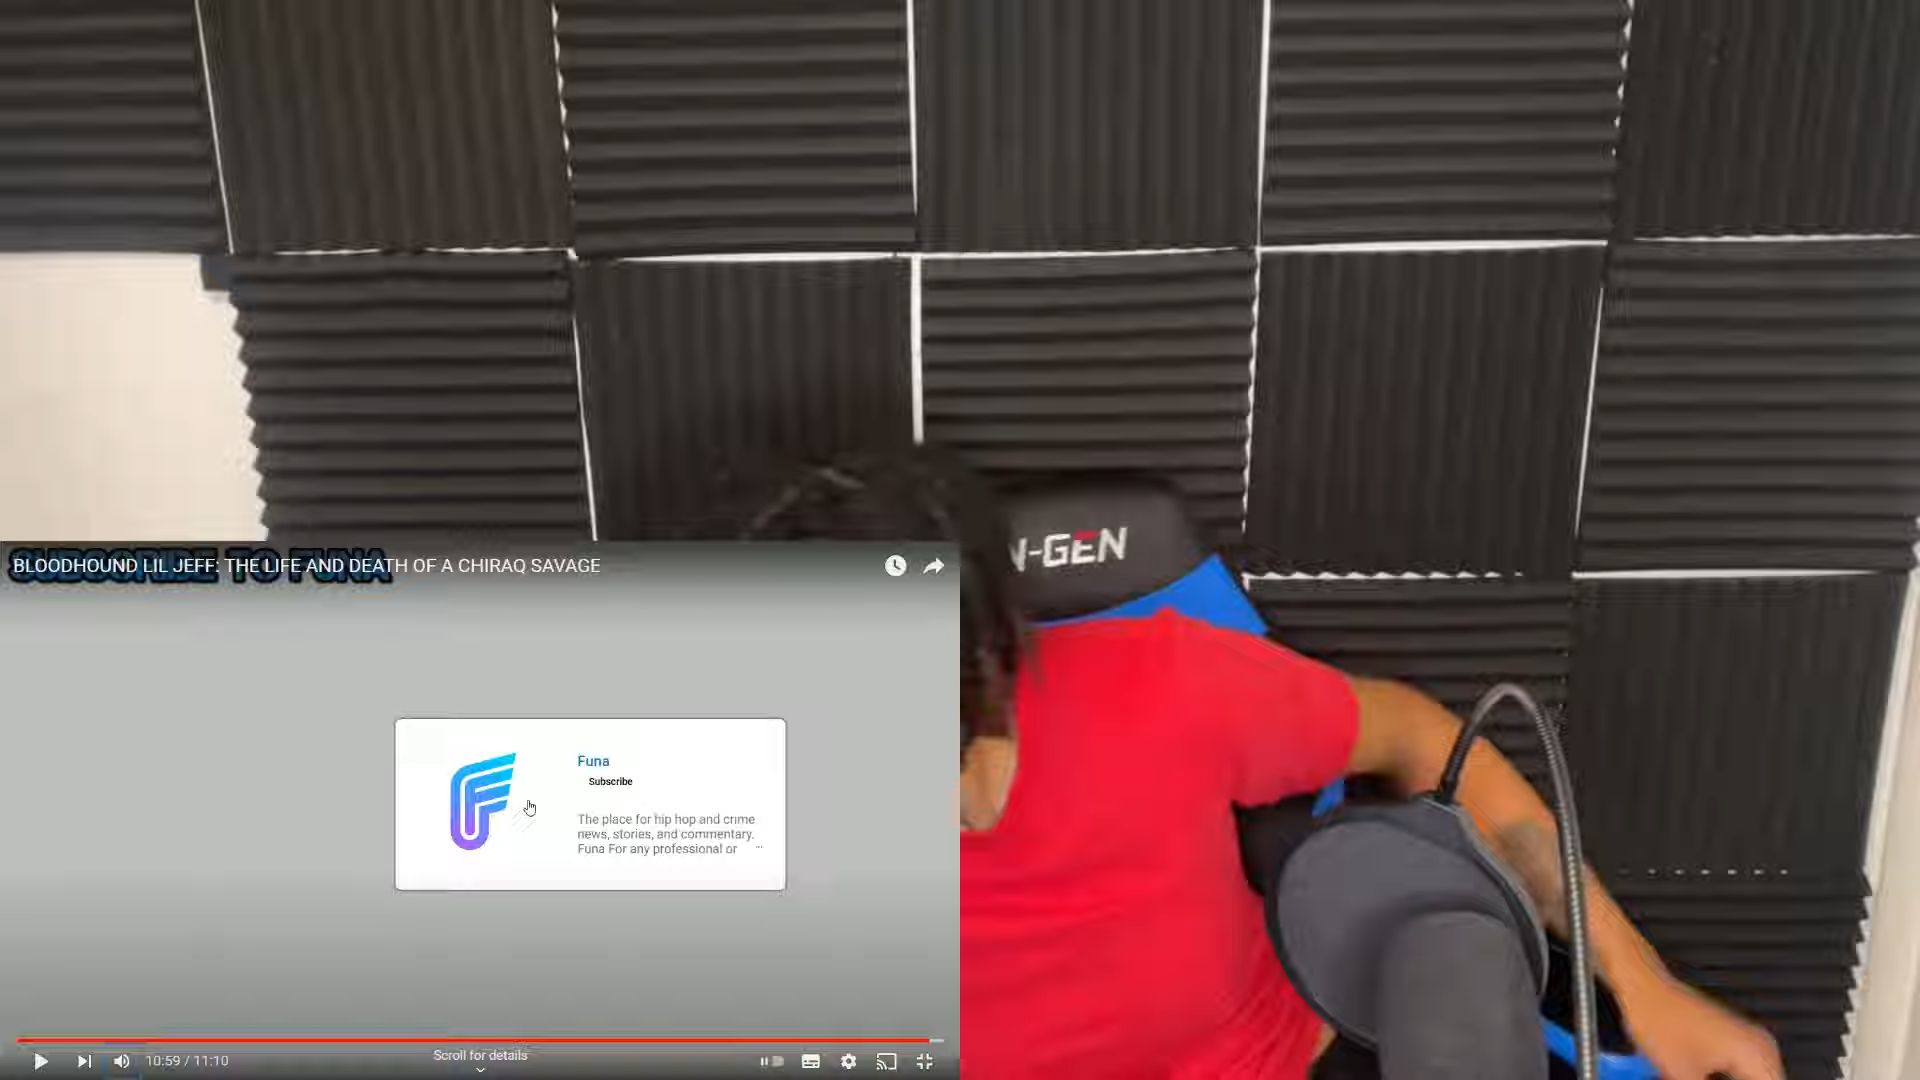 N-GEN
SUBSCRIBE TO FUNA
BLOODHOUND LIL JEFF: THE LIFE AND DEATH OF A CHIRAQ SAVAGE
Funa
Subscribe
The place for hip hop and crime
news, stories, and commentary.
Funa For any professional or ...
10:59 / 11:10
Scroll for details